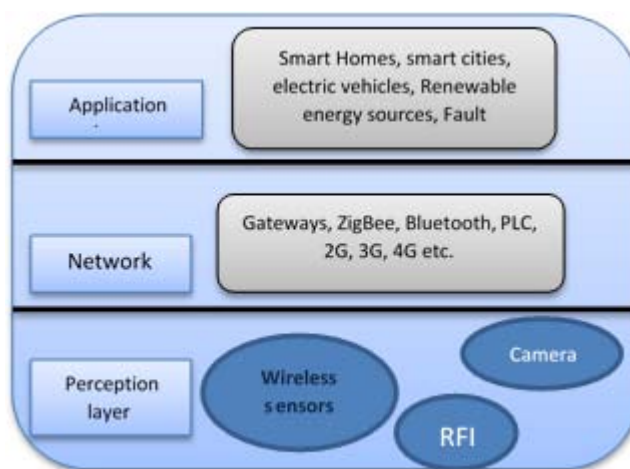 Smart Homes, smart cities,
electric vehicles, Renewable
energy sources, Fault
Application
Gateways, ZigBee, Bluetooth, PLC,
2G, 3G, 4G etc.
Network
Camera
Wireless
sensors
Perception
layer
RFI